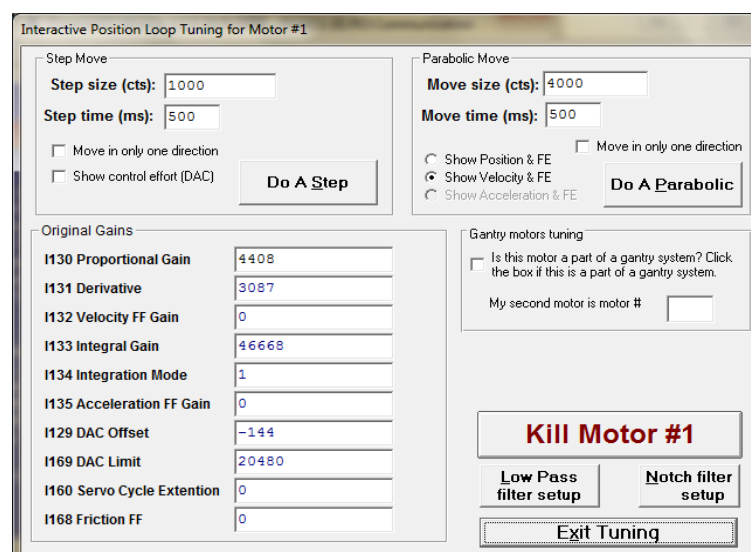 Interactive Position Loop Tuning for Motor #1
Step Move
Step size (cts): 1000
Step time (ms): 500
Move in only one direction
Show control effort (DAC)
Do A Step
Parabolic Move
Move size (cts): 4000
Move time (ms): 500
Move in only one direction
Show Position & FE
Show Velocity & FE
Show Acceleration & FE
Do A Parabolic
Original Gains
I130 Proportional Gain 4408
I131 Derivative 3087
I132 Velocity FF Gain 0
I133 Integral Gain 46668
I134 Integration Mode 1
I135 Acceleration FF Gain 0
I129 DAC Offset -144
I169 DAC Limit 20480
I160 Servo Cycle Extention 0
I168 Friction FF 0
Gantry motors tuning
Is this motor a part of a gantry system? Click
the box if this is a part of a gantry system.
My second motor is motor #
Kill Motor #1
Low Pass
filter setup
Notch filter
setup
Exit Tuning